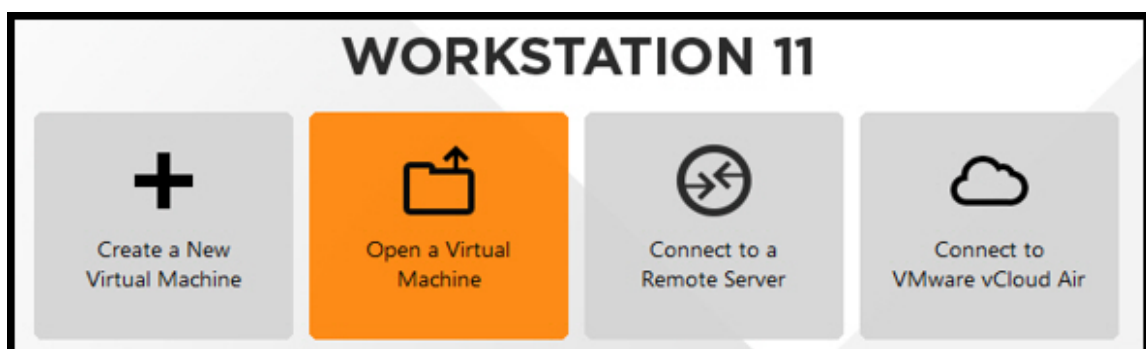 WORKSTATION 11
Create a New
Virtual Machine
Open a Virtual
Machine
Connect to a
Remote Server
Connect to
VMware vCloud Air